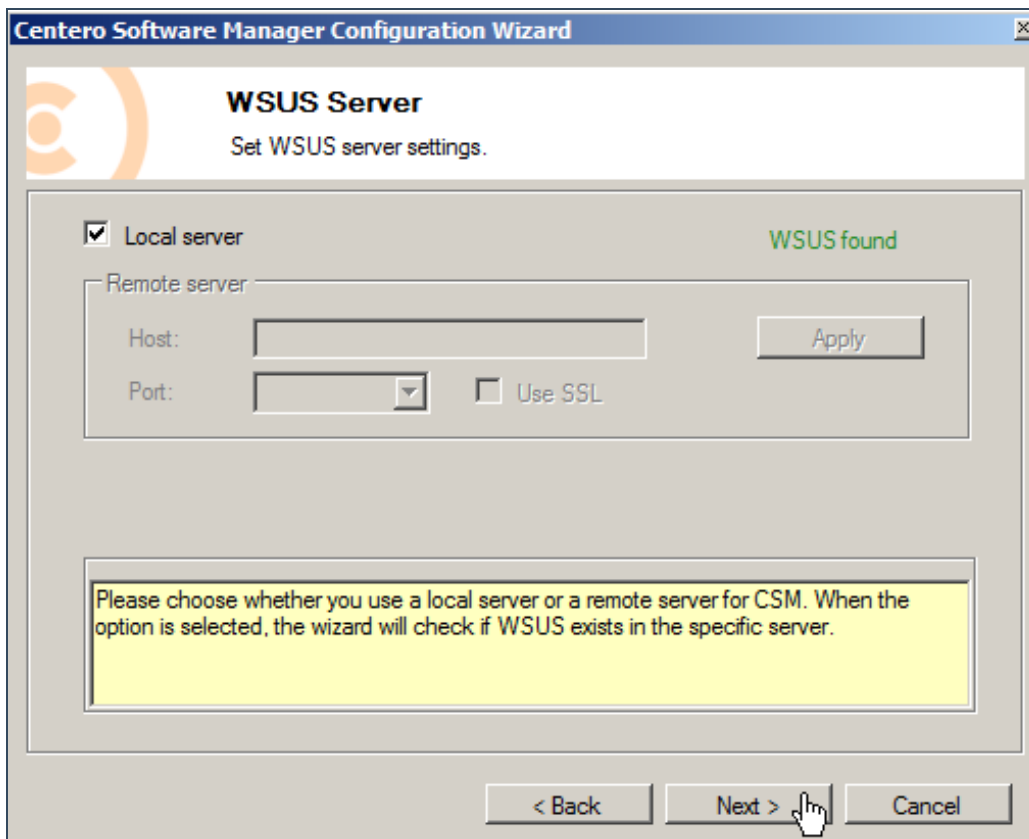 Centero Software Manager Configuration Wizard
WSUS Server
Set WSUS server settings.
Local server
WSUS found
Remote server
Host:
Apply
Port:
Use SSL
Please choose whether you use a local server or a remote server for CSM. When the
option is selected, the wizard will check if WSUS exists in the specific server.
< Back
Next >
Cancel